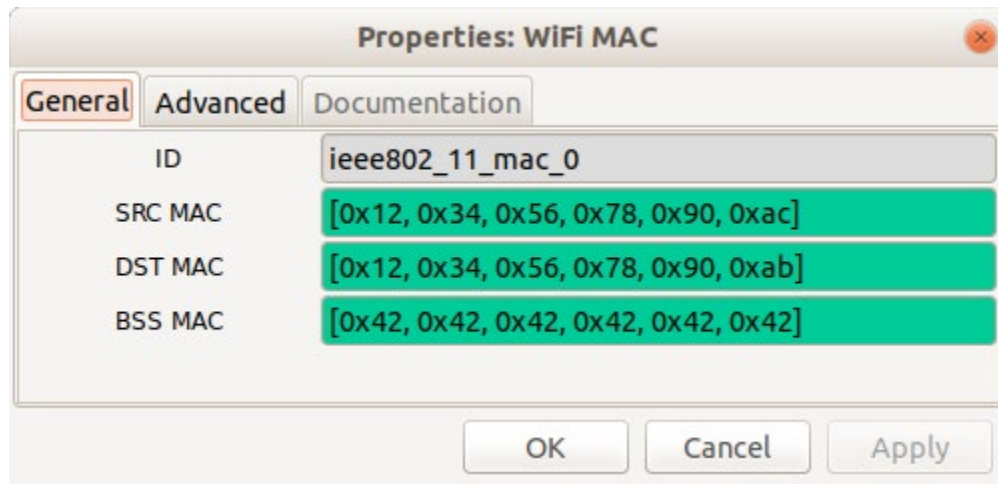 Properties: WiFi MAC
General Advanced Documentation
ID ieee802_11_mac_0
SRC MAC [0x12, 0x34, 0x56, 0x78, 0x90, 0xac]
DST MAC [0x12, 0x34, 0x56, 0x78, 0x90, 0xab]
BSS MAC [0x42, 0x42, 0x42, 0x42, 0x42, 0x42]
OK Cancel Apply